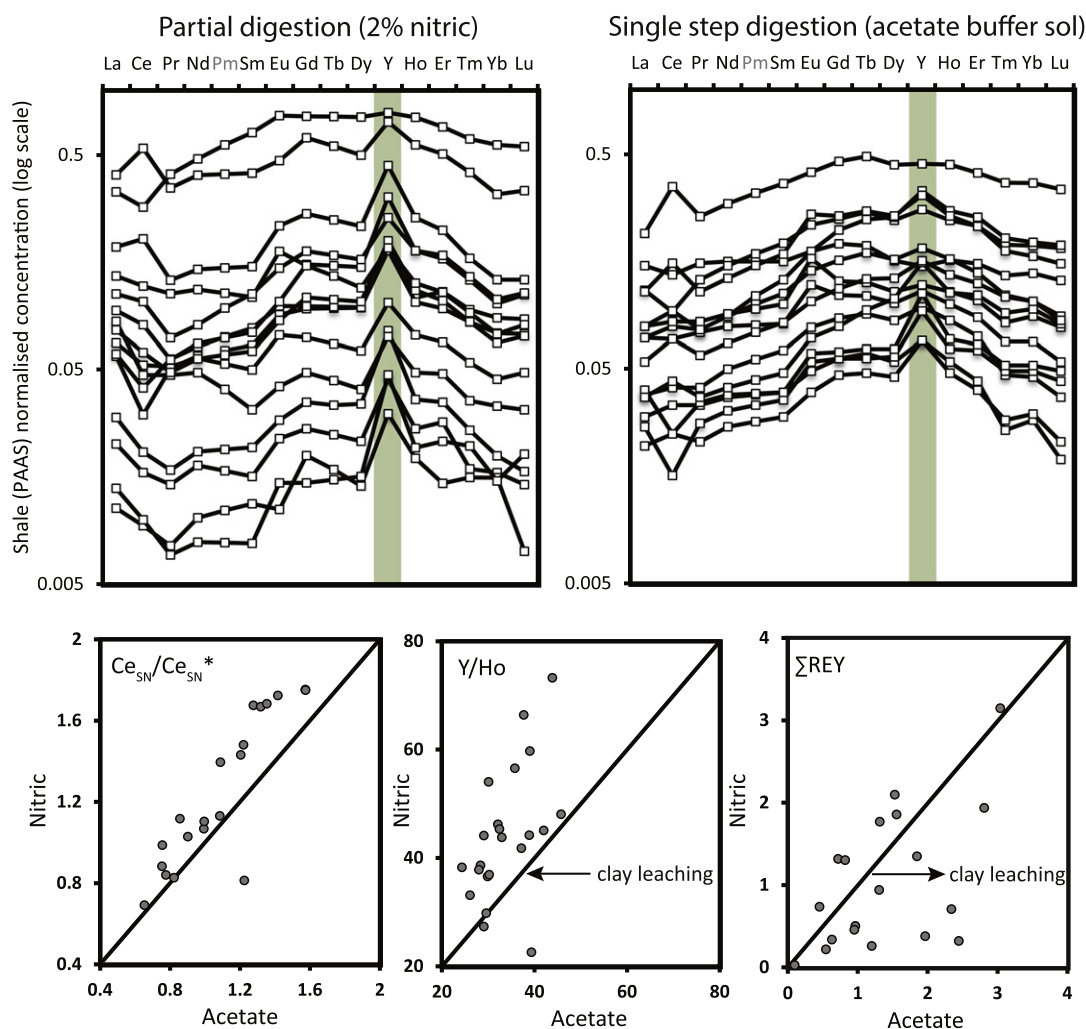 Partial digestion (2% nitric)
Single step digestion (acetate buffer sol)
La Ce Pr Nd Pm Sm Eu Gd Tb Dy Y Ho Er Tm Yb Lu
La Ce Pr Nd Pm Sm Eu Gd Tb Dy Y Ho Er Tm Yb Lu
Shale (PAAS) normalised concentration (log scale)
0.5
0.05
0.005
0.5
0.05
0.005
Ce_SN/Ce_SN*
Nitric
2
1.6
1.2
0.8
0.4
0.4 0.8 1.2 1.6 2
Acetate
Y/Ho
Nitric
80
60
40
20
clay leaching
20 40 60 80
Acetate
∑REY
Nitric
4
3
2
1
0
clay leaching
0 1 2 3 4
Acetate